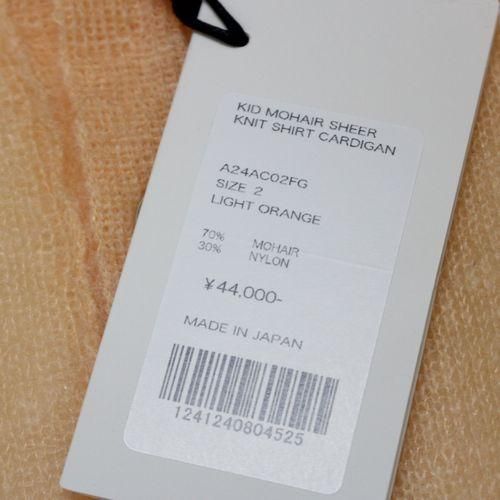 KID MOHAIR SHEER
KNIT SHIRT CARDIGAN
A24AC02FG
SIZE 2
LIGHT ORANGE
70% MOHAIR
30% NYLON
¥44,000-
MADE IN JAPAN
1241240804525